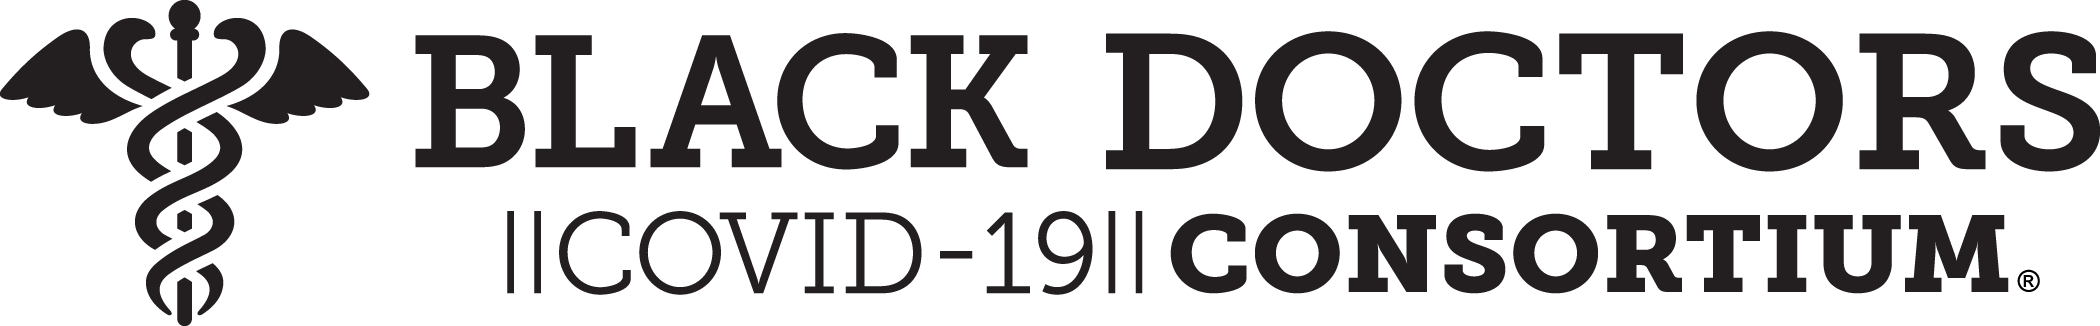 BLACK DOCTORS
||COVID-19|| CONSORTIUM®